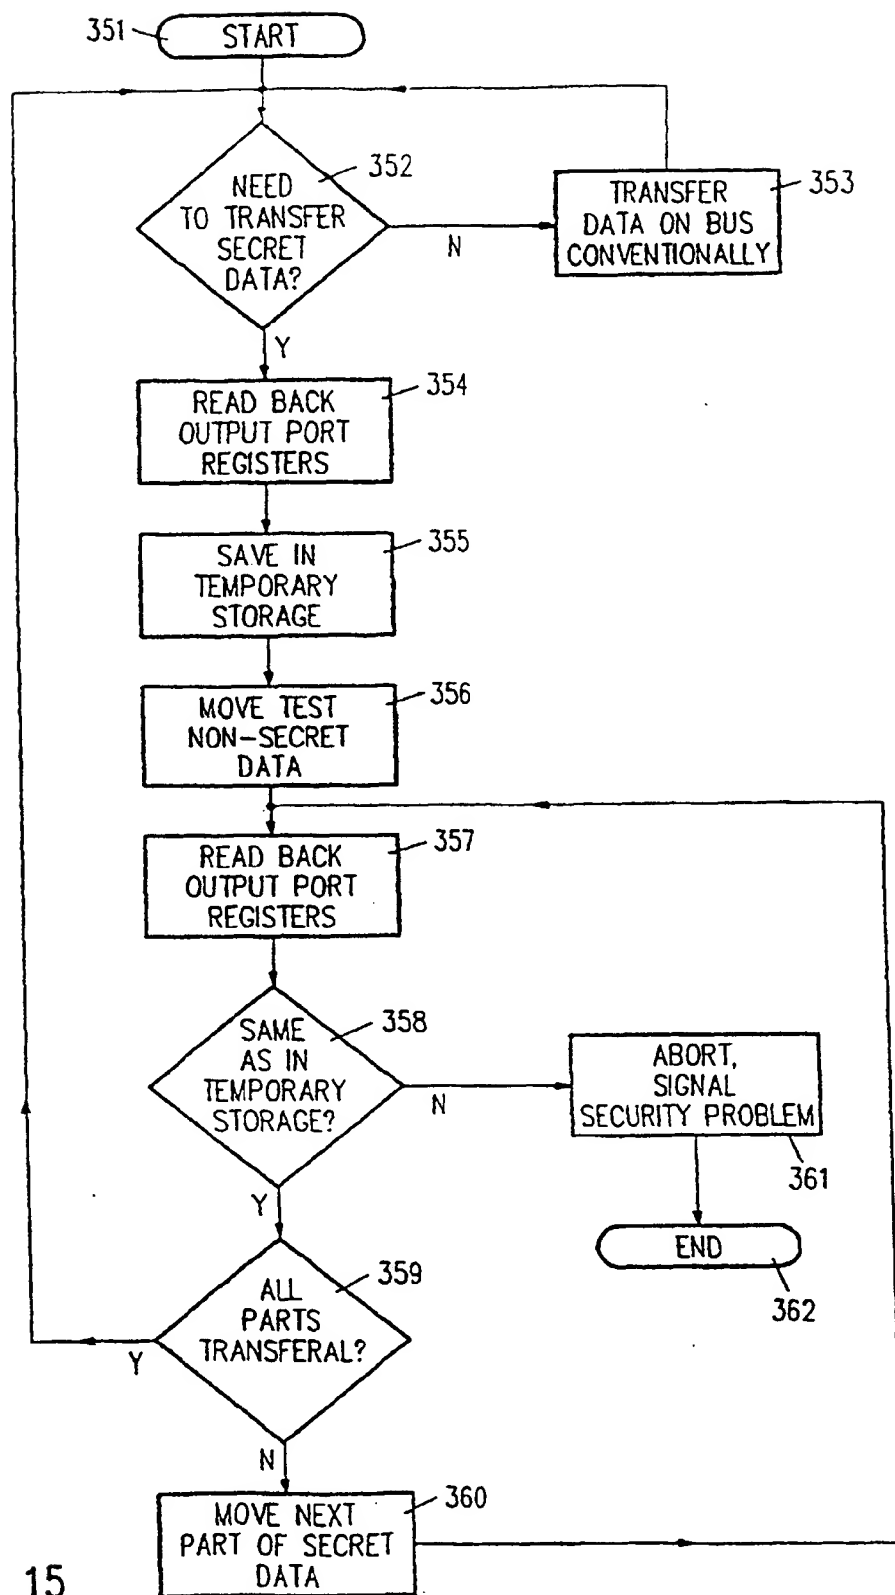 351
START
352
NEED
TO TRANSFER
SECRET
DATA?
N
Y
353
TRANSFER
DATA ON BUS
CONVENTIONALLY
354
READ BACK
OUTPUT PORT
REGISTERS
355
SAVE IN
TEMPORARY
STORAGE
356
MOVE TEST
NON-SECRET
DATA
357
READ BACK
OUTPUT PORT
REGISTERS
358
SAME
AS IN
TEMPORARY
STORAGE?
N
Y
ABORT,
SIGNAL
SECURITY PROBLEM
361
END
362
359
ALL
PARTS
TRANSFERAL?
Y
N
360
MOVE NEXT
PART OF SECRET
DATA
15